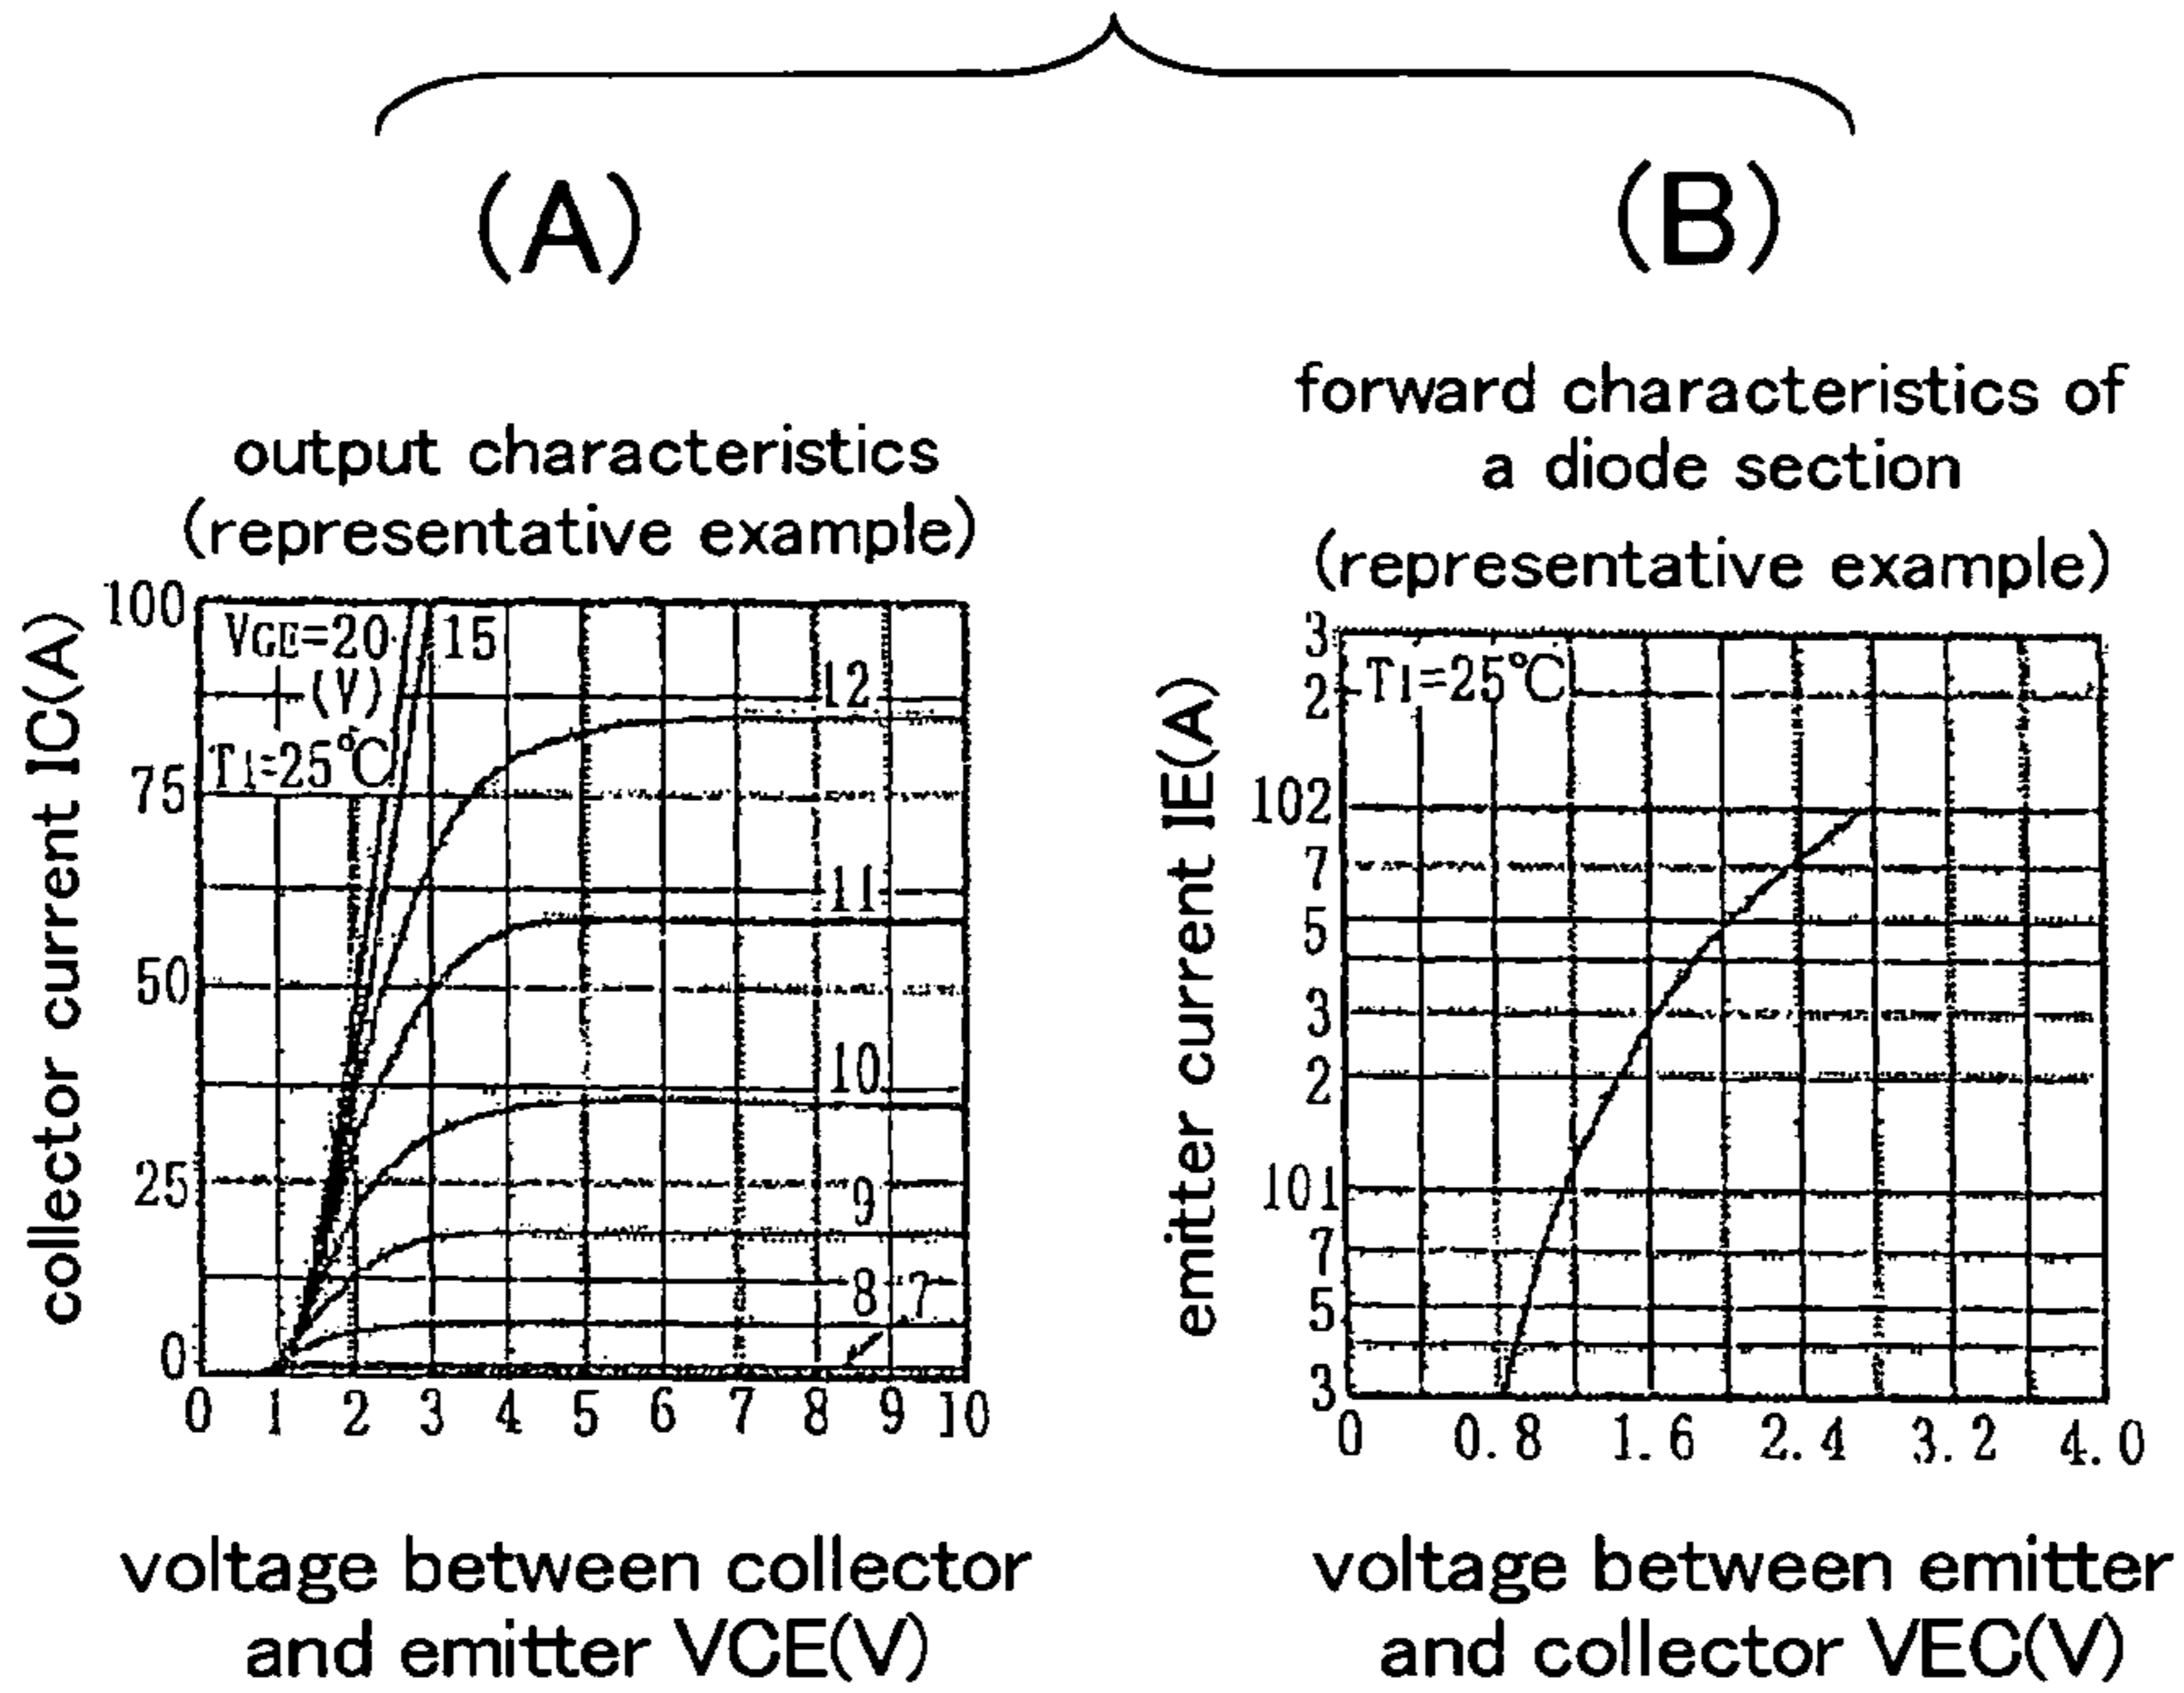 (A)
output characteristics
(representative example)
collector current IC(A)
100
75
50
25
0
VGE=20
(V)
T1=25℃
15
12
11
10
9
8
7
0 1 2 3 4 5 6 7 8 9 10
voltage between collector
and emitter VCE(V)
(B)
forward characteristics of
a diode section
(representative example)
emitter current IE(A)
3
2
102
7
5
3
2
101
7
5
3
T1=25℃
0 0.8 1.6 2.4 3.2 4.0
voltage between emitter
and collector VEC(V)